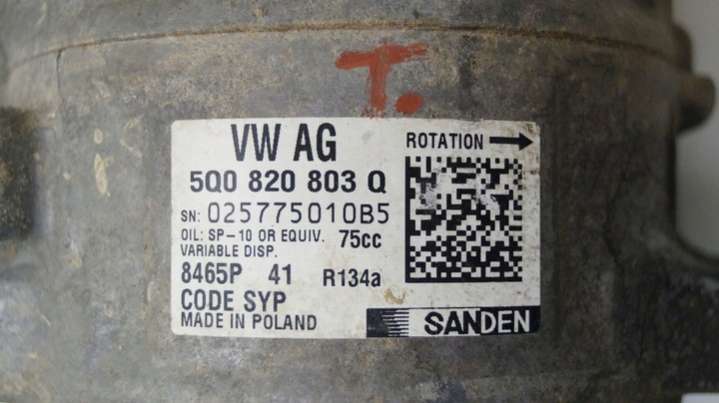 T.
VW AG
ROTATION →
5Q0 820 803 Q
SN: 025775010B5
OIL: SP-10 OR EQUIV. 75cc
VARIABLE DISP.
8465P 41 R134a
CODE SYP
MADE IN POLAND
SANDEN